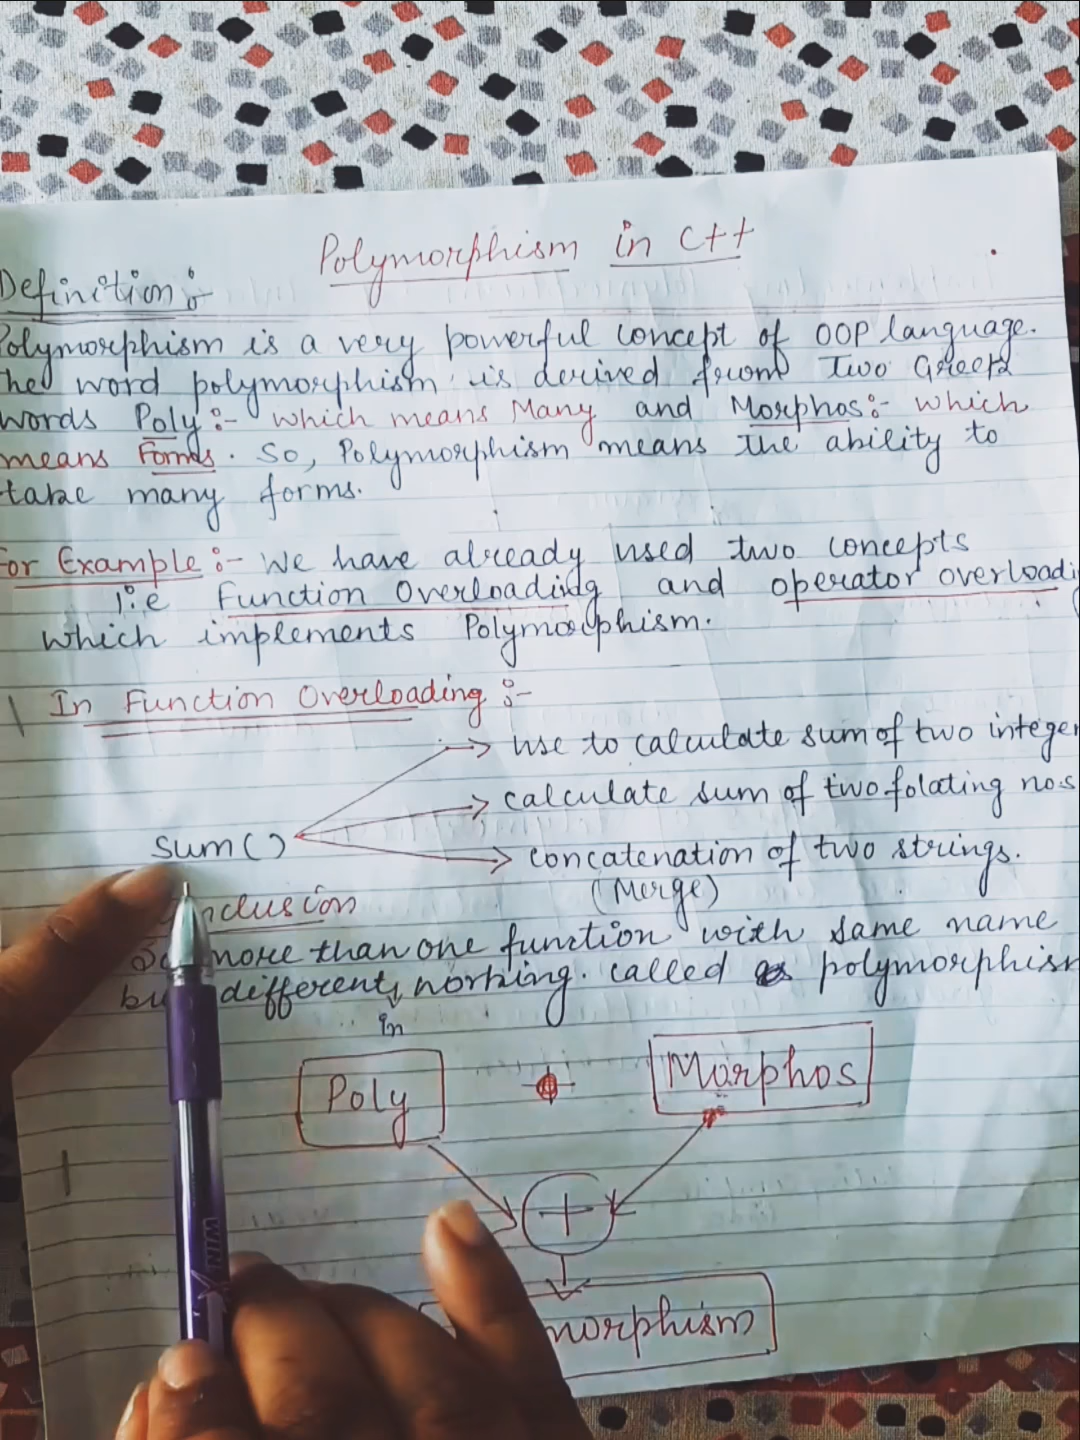 Polymorphism in C++
Definition :-
Polymorphism is a very powerful concept of OOP language.
he word polymorphism is derived from Two Greek
words Poly :- which means Many and Morphos :- which
means Forms. So, Polymorphism means the ability to
take many forms.
For Example :- We have already used two concepts
i.e Function Overloading and operator overloadi
which implements Polymorphism.
In Function Overloading :-
use to calculate sum of two integer
calculate sum of two folating nos
sum()
concatenation of two strings.
(Merge)
nclusion
more than one function with same name
different working. called as polymorphism
in
Poly
Morphos
+
morphism
WIN X